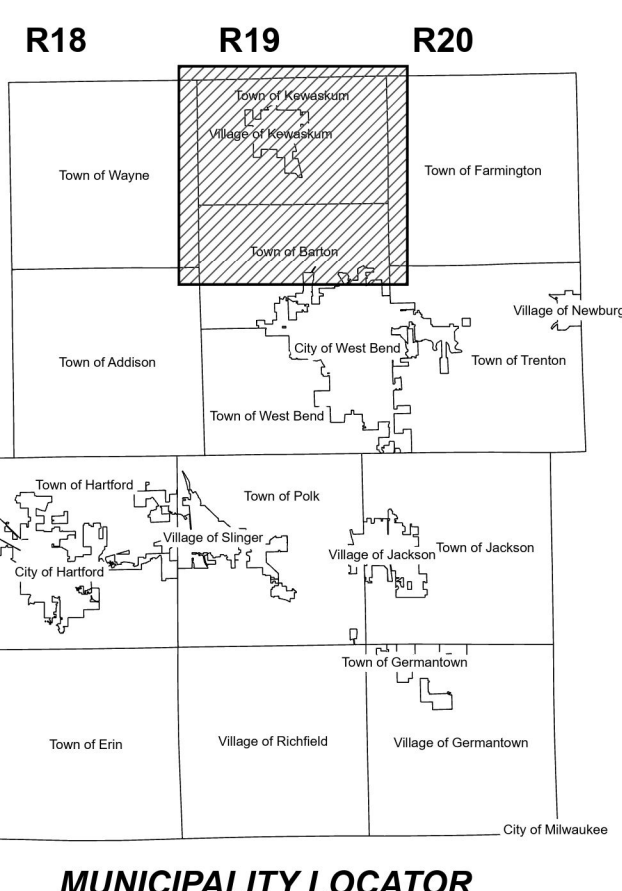 R18 R19 R20
Town of Kewaskum
Village of Kewaskum
Town of Wayne
Town of Farmington
Town of Barton
Village of Newburg
City of West Bend
Town of Addison
Town of Trenton
Town of West Bend
Town of Hartford
Town of Polk
Village of Slinger
Village of Jackson
Town of Jackson
City of Hartford
Town of Germantown
Town of Erin
Village of Richfield
Village of Germantown
City of Milwaukee
MUNICIPALITY LOCATOR